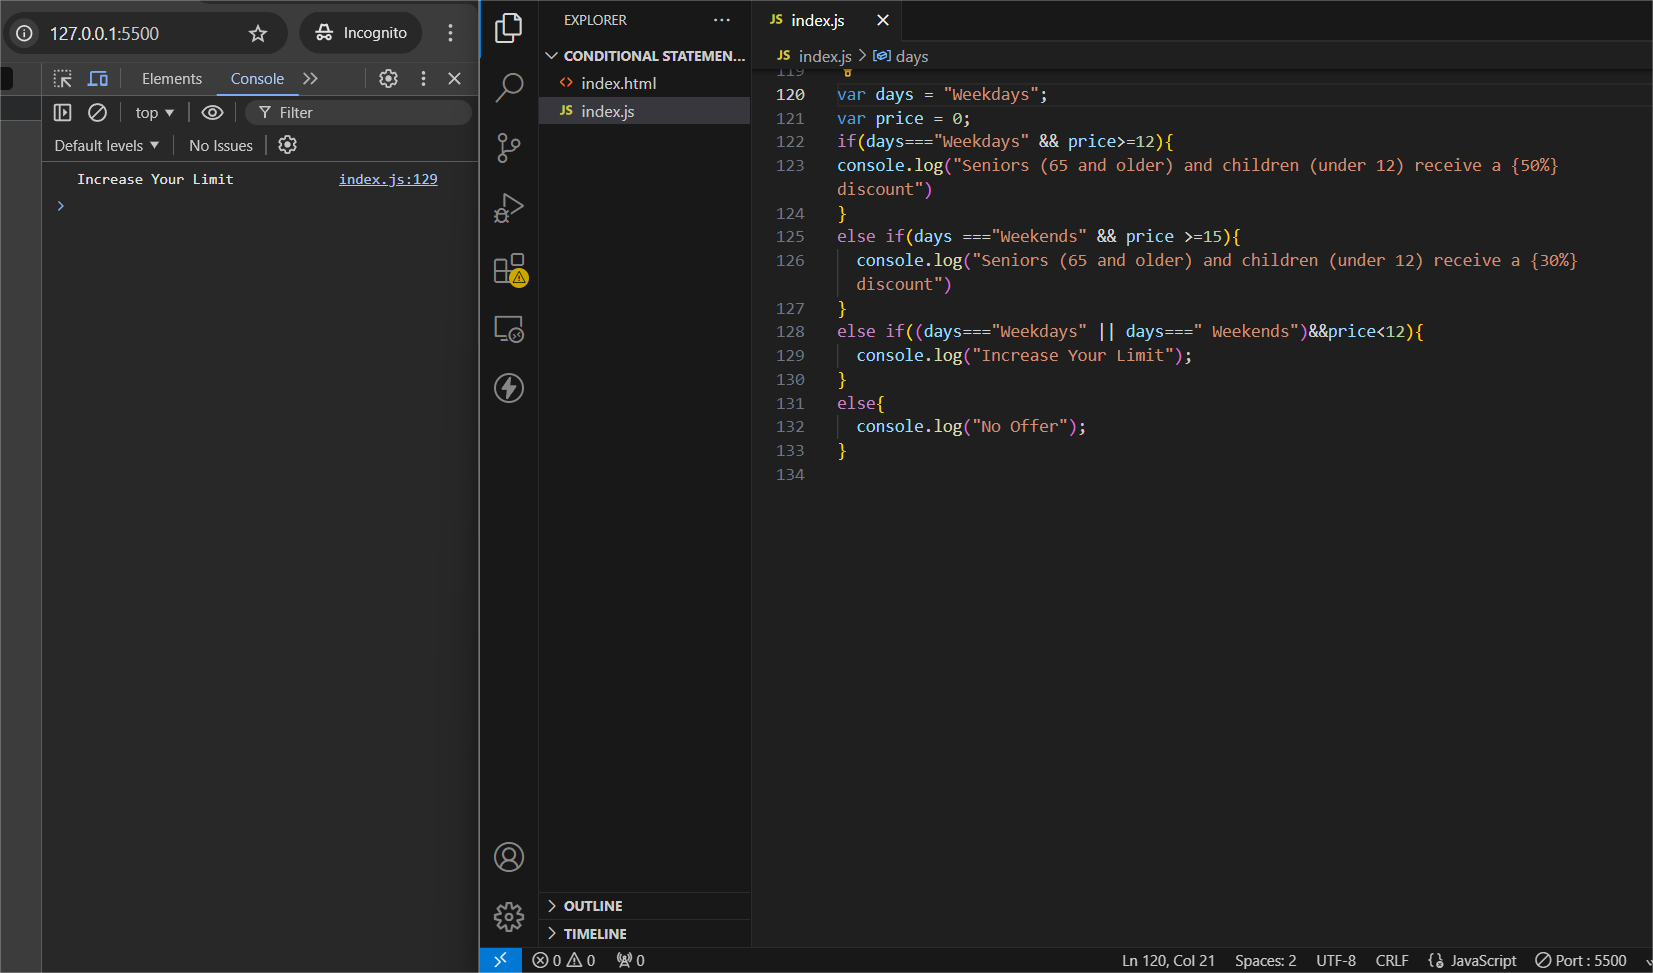 127.0.0.1:5500
Incognito
Elements
Console
top
Filter
Default levels
No Issues
Increase Your Limit
index.js:129
EXPLORER
CONDITIONAL STATEMEN...
index.html
JS index.js
OUTLINE
TIMELINE
JS index.js
JS index.js > days
119
120 var days = "Weekdays";
121 var price = 0;
122 if(days==="Weekdays" && price>=12){
123 console.log("Seniors (65 and older) and children (under 12) receive a {50%}
discount")
124 }
125 else if(days ==="Weekends" && price >=15){
126 console.log("Seniors (65 and older) and children (under 12) receive a {30%}
discount")
127 }
128 else if((days==="Weekdays" || days===" Weekends")&&price<12){
129 console.log("Increase Your Limit");
130 }
131 else{
132 console.log("No Offer");
133 }
134
0 0 0
Ln 120, Col 21
Spaces: 2
UTF-8
CRLF
JavaScript
Port : 5500